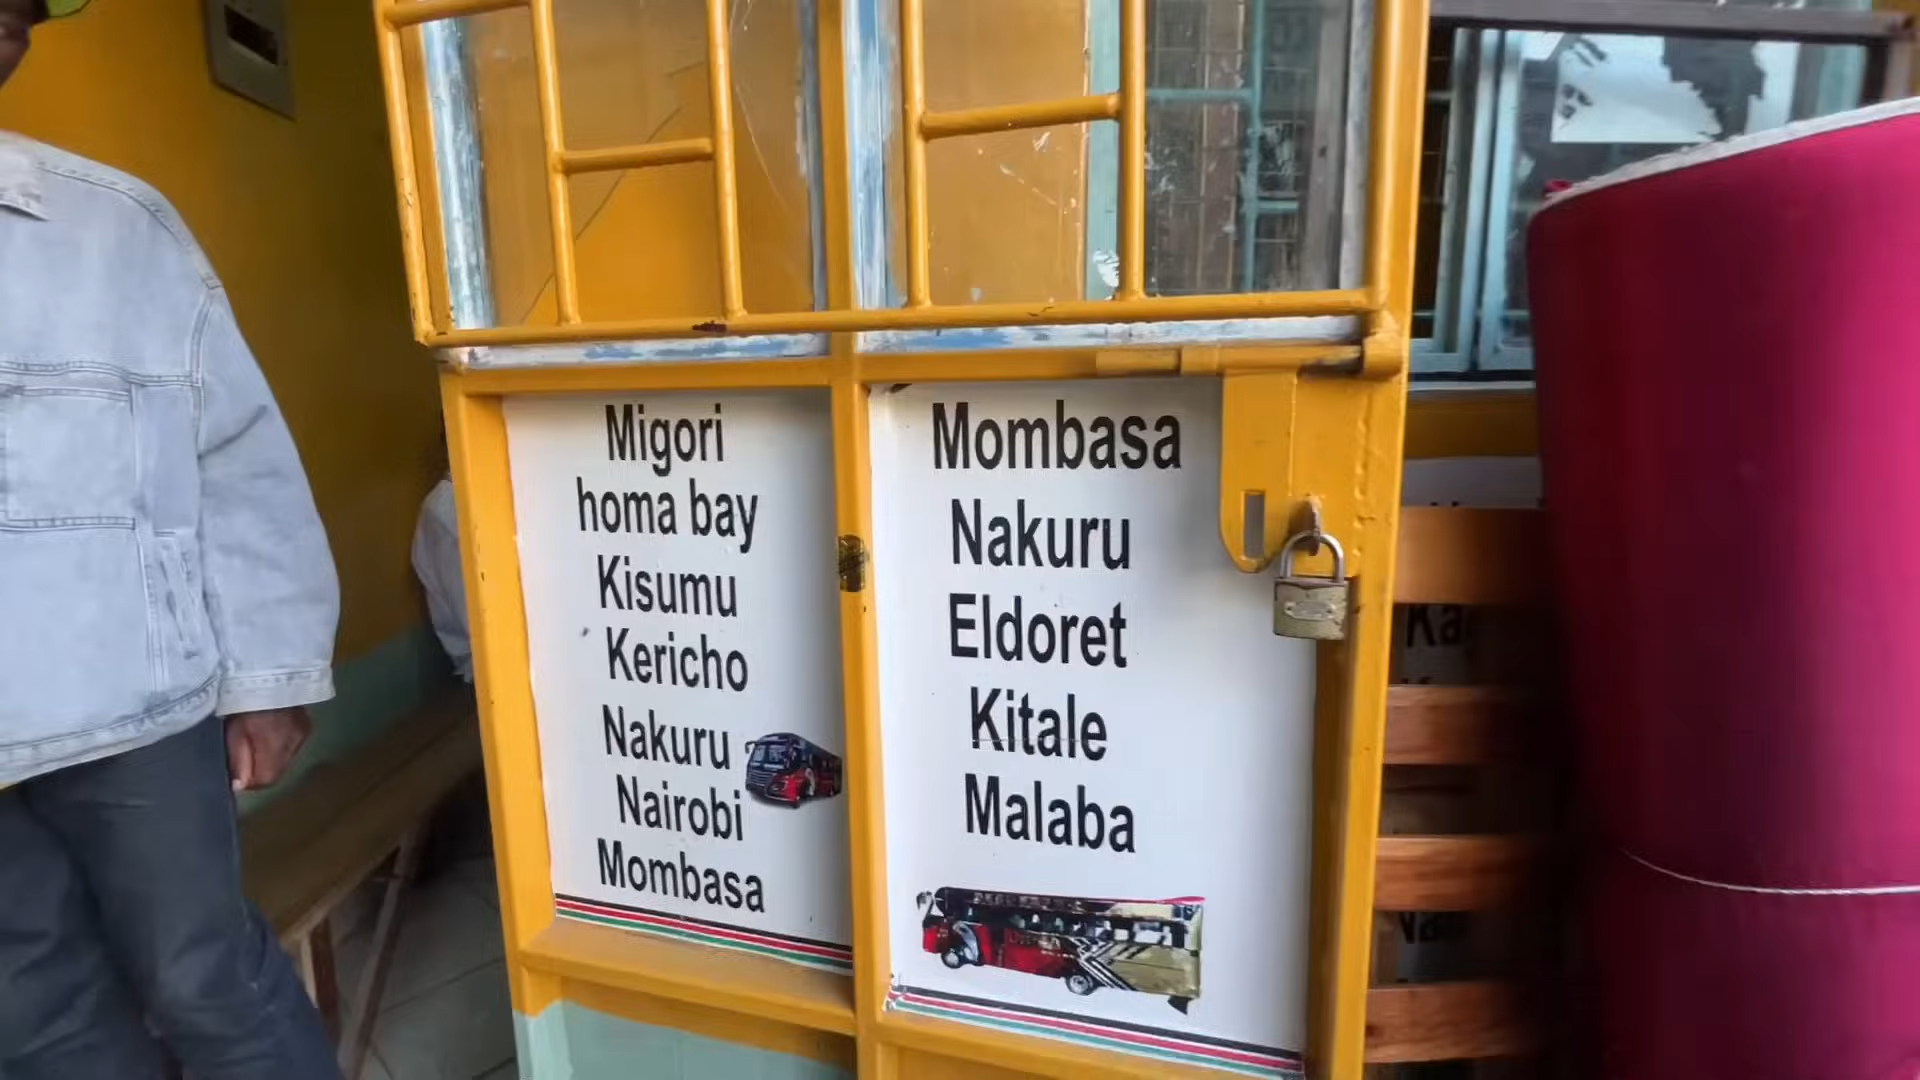 Migori
homa bay
Kisumu
Kericho
Nakuru
Nairobi
Mombasa
Mombasa
Nakuru
Eldoret
Kitale
Malaba